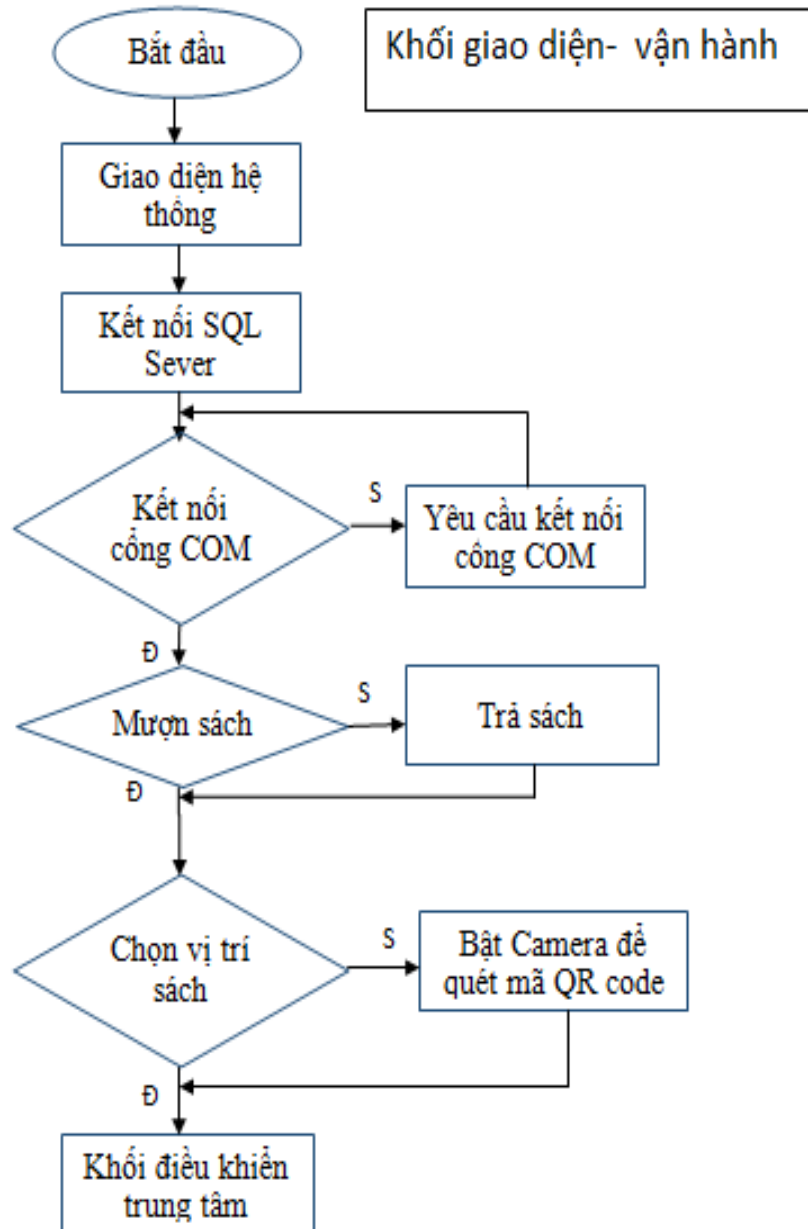 Bắt đầu
Khối giao diện- vận hành
Giao diện hệ
thống
Kết nối SQL
Sever
Kết nối
cổng COM
S
Yêu cầu kết nối
công COM
Đ
Mượn sách
S
Trả sách
Đ
Chọn vị trí
sách
S
Bật Camera để
quét mã QR code
Đ
Khối điều khiển
trung tâm